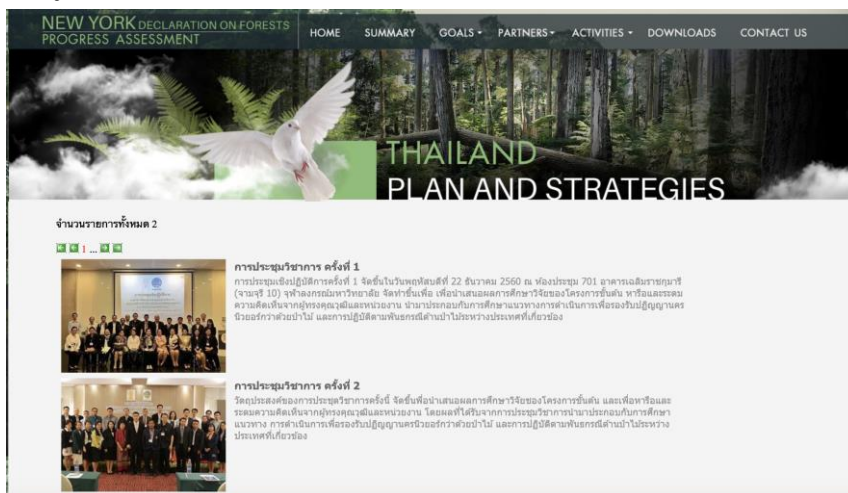 NEW YORK DECLARATION ON FORESTS
PROGRESS ASSESSMENT
HOME SUMMARY GOALS PARTNERS ACTIVITIES DOWNLOADS CONTACT US
THAILAND
PLAN AND STRATEGIES
จำนวนรายการทั้งหมด 2
1 ...
การประชุมวิชาการ ครั้งที่ 1
การประชุมเชิงปฏิบัติการครั้งที่ 1 จัดขึ้นในวันพฤหัสบดีที่ 22 ธันวาคม 2560 ณ ห้องประชุม 701 อาคารเฉลิมราชกุมารี
(จามจุรี 10) จุฬาลงกรณ์มหาวิทยาลัย จัดทำขึ้นเพื่อ เพื่อนำเสนอผลการศึกษาวิจัยของโครงการขั้นต้น หารือและระดม
ความคิดเห็นจากผู้ทรงคุณวุฒิและหน่วยงาน นำมาประกอบกับการศึกษาแนวทางการดำเนินการเพื่อรองรับปฏิญญานคร
นิวยอร์กว่าด้วยป่าไม้ และการปฏิบัติตามพันธกรณีด้านป่าไม้ระหว่างประเทศที่เกี่ยวข้อง
การประชุมวิชาการ ครั้งที่ 2
วัตถุประสงค์ของการประชุมวิชาการครั้งนี้ จัดขึ้นเพื่อนำเสนอผลการศึกษาวิจัยของโครงการขั้นต้น และเพื่อหารือและ
ระดมความคิดเห็นจากผู้ทรงคุณวุฒิและหน่วยงาน โดยผลที่ได้รับจากการประชุมวิชาการนำมาประกอบกับการศึกษา
แนวทาง การดำเนินการเพื่อรองรับปฏิญญานครนิวยอร์กว่าด้วยป่าไม้ และการปฏิบัติตามพันธกรณีด้านป่าไม้ระหว่าง
ประเทศที่เกี่ยวข้อง